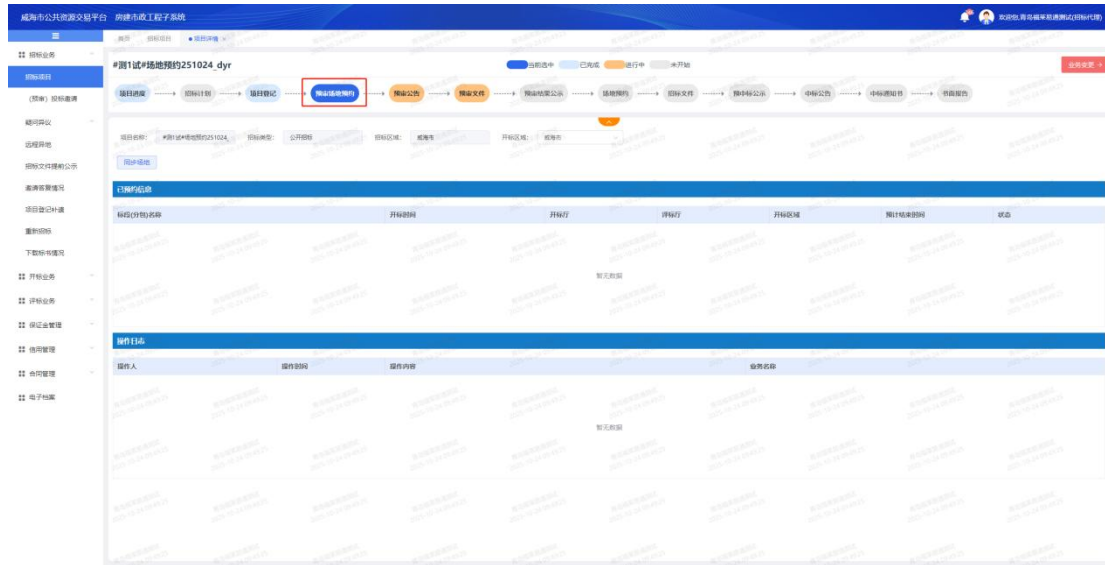 威海市公共资源交易平台 房建市政工程子系统
欢迎您,青岛福莱易通测试(招标代理)
首页 招标项目 ●项目详情 ×
招标业务
招标项目
(预审) 投标邀请
疑问异议
远程异地
招标文件提前公示
邀请答复情况
项目登记补遗
重新招标
下载标书情况
开标业务
评标业务
保证金管理
信用管理
合同管理
电子档案
#测1试#场地预约251024_dyr
当前选中 已完成 进行中 未开始
业务变更
项目进度 招标计划 项目登记 预审场地预约 预审公告 预审文件 预审结果公示 场地预约 招标文件 预中标公示 中标公告 中标通知书 书面报告
项目名称: #测1试#场地预约251024_ 招标类型: 公开招标 招标区域: 威海市 开标区域: 威海市
同步场地
已预约信息
标段(分包)名称 开标时间 开标厅 评标厅 开标区域 预计结束时间 状态
暂无数据
操作日志
操作人 操作时间 操作内容 业务名称
暂无数据